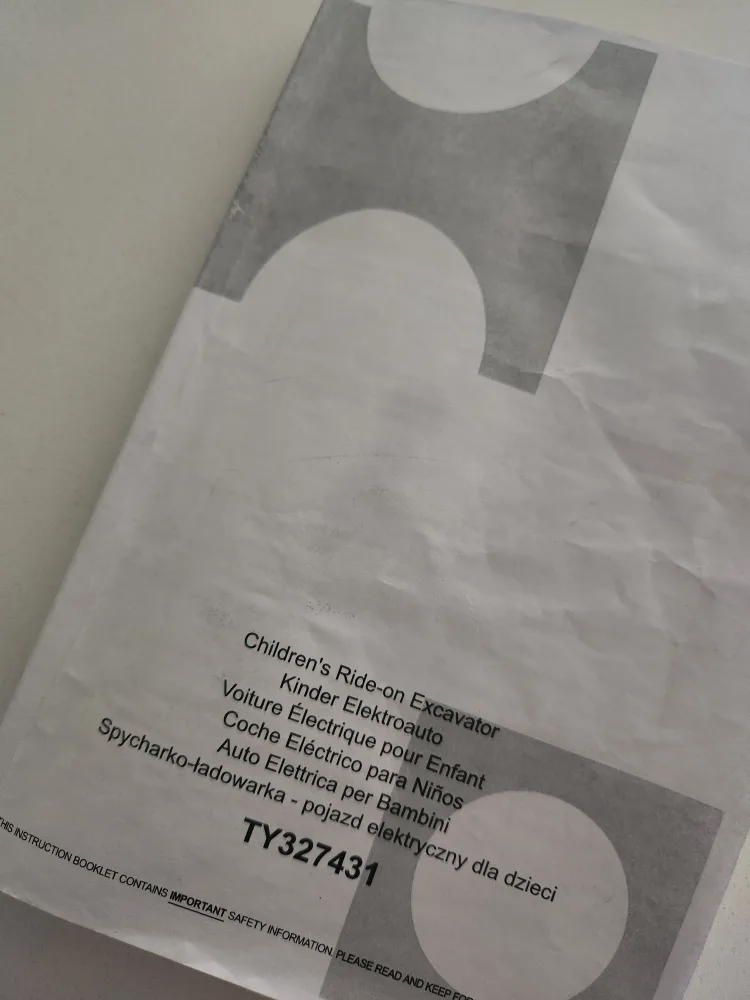 Children's Ride-on Excavator
Kinder Elektroauto
Voiture Électrique pour Enfant
Coche Eléctrico para Niños
Auto Elettrica per Bambini
Spycharko-ładowarka - pojazd elektryczny dla dzieci
TY327431
THIS INSTRUCTION BOOKLET CONTAINS IMPORTANT SAFETY INFORMATION. PLEASE READ AND KEEP FOR